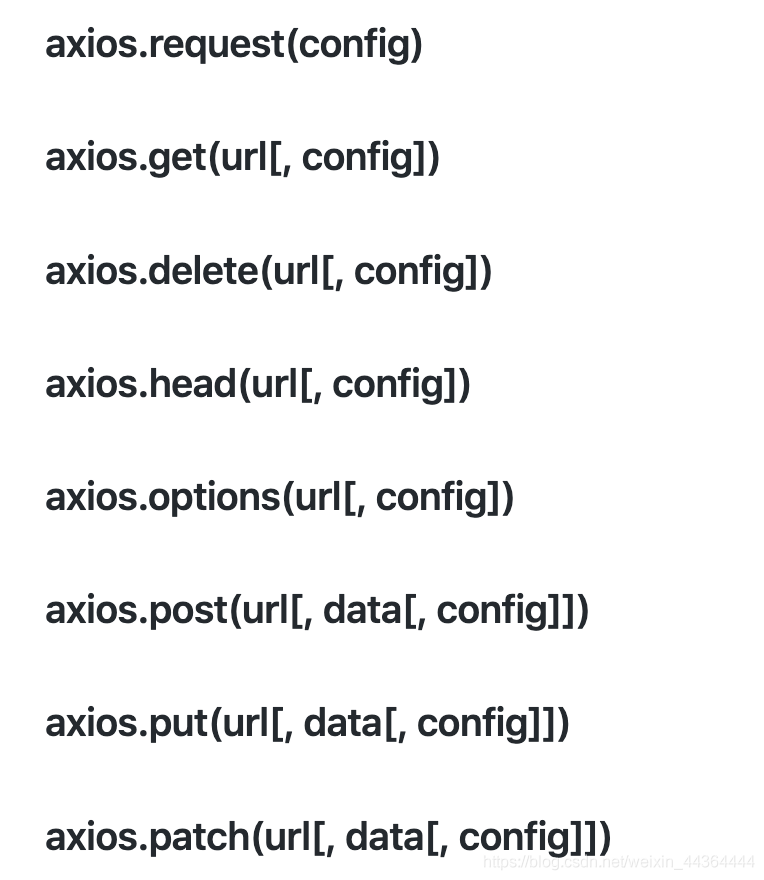 axios.request(config)
axios.get(url[, config])
axios.delete(url[, config])
axios.head(url[, config])
axios.options(url[, config])
axios.post(url[, data[, config]])
axios.put(url[, data[, config]])
axios.patch(url[, data[, config]])
https://blog.csdn.net/weixin_44364444